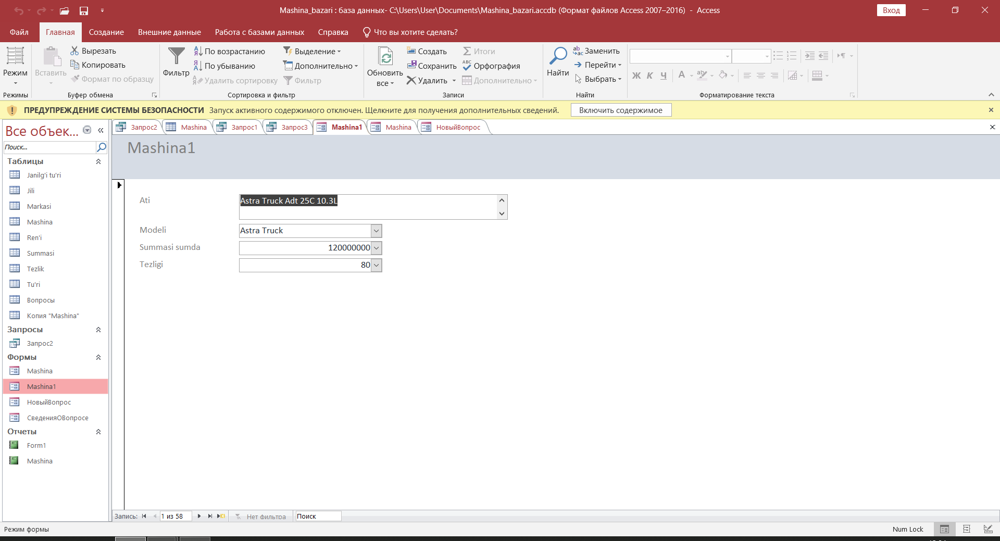 Mashina_bazari : база данных- C:\Users\User\Documents\Mashina_bazari.accdb (Формат файлов Access 2007–2016) - Access
Вход
Файл Главная Создание Внешние данные Работа с базами данных Справка Что вы хотите сделать?
Режим
Режимы
Вставить
Вырезать
Копировать
Формат по образцу
Буфер обмена
Фильтр
По возрастанию
По убыванию
Удалить сортировку
Выделение
Дополнительно
Фильтр
Сортировка и фильтр
Обновить
все
Создать
Сохранить
Удалить
Итоги
Орфография
Дополнительно
Записи
Найти
Заменить
Перейти
Выбрать
Найти
Ж К Ч А
Форматирование текста
ПРЕДУПРЕЖДЕНИЕ СИСТЕМЫ БЕЗОПАСНОСТИ Запуск активного содержимого отключен. Щелкните для получения дополнительных сведений. Включить содержимое
Все объек...
Поиск...
Таблицы
Janilg'i tu'ri
Jili
Markasi
Mashina
Ren'i
Summasi
Tezlik
Tu'ri
Вопросы
Копия "Mashina"
Запросы
Запрос2
Формы
Mashina
Mashina1
НовыйВопрос
СведенияОВопросе
Отчеты
Form1
Mashina
Запрос2 Mashina Запрос1 Запрос3 Mashina1 Mashina НовыйВопрос
Mashina1
Ati Astra Truck Adt 25C 10.3L
Modeli Astra Truck
Summasi sumda 120000000
Tezligi 80
Запись: 1 из 58 Нет фильтра Поиск
Режим формы Num Lock